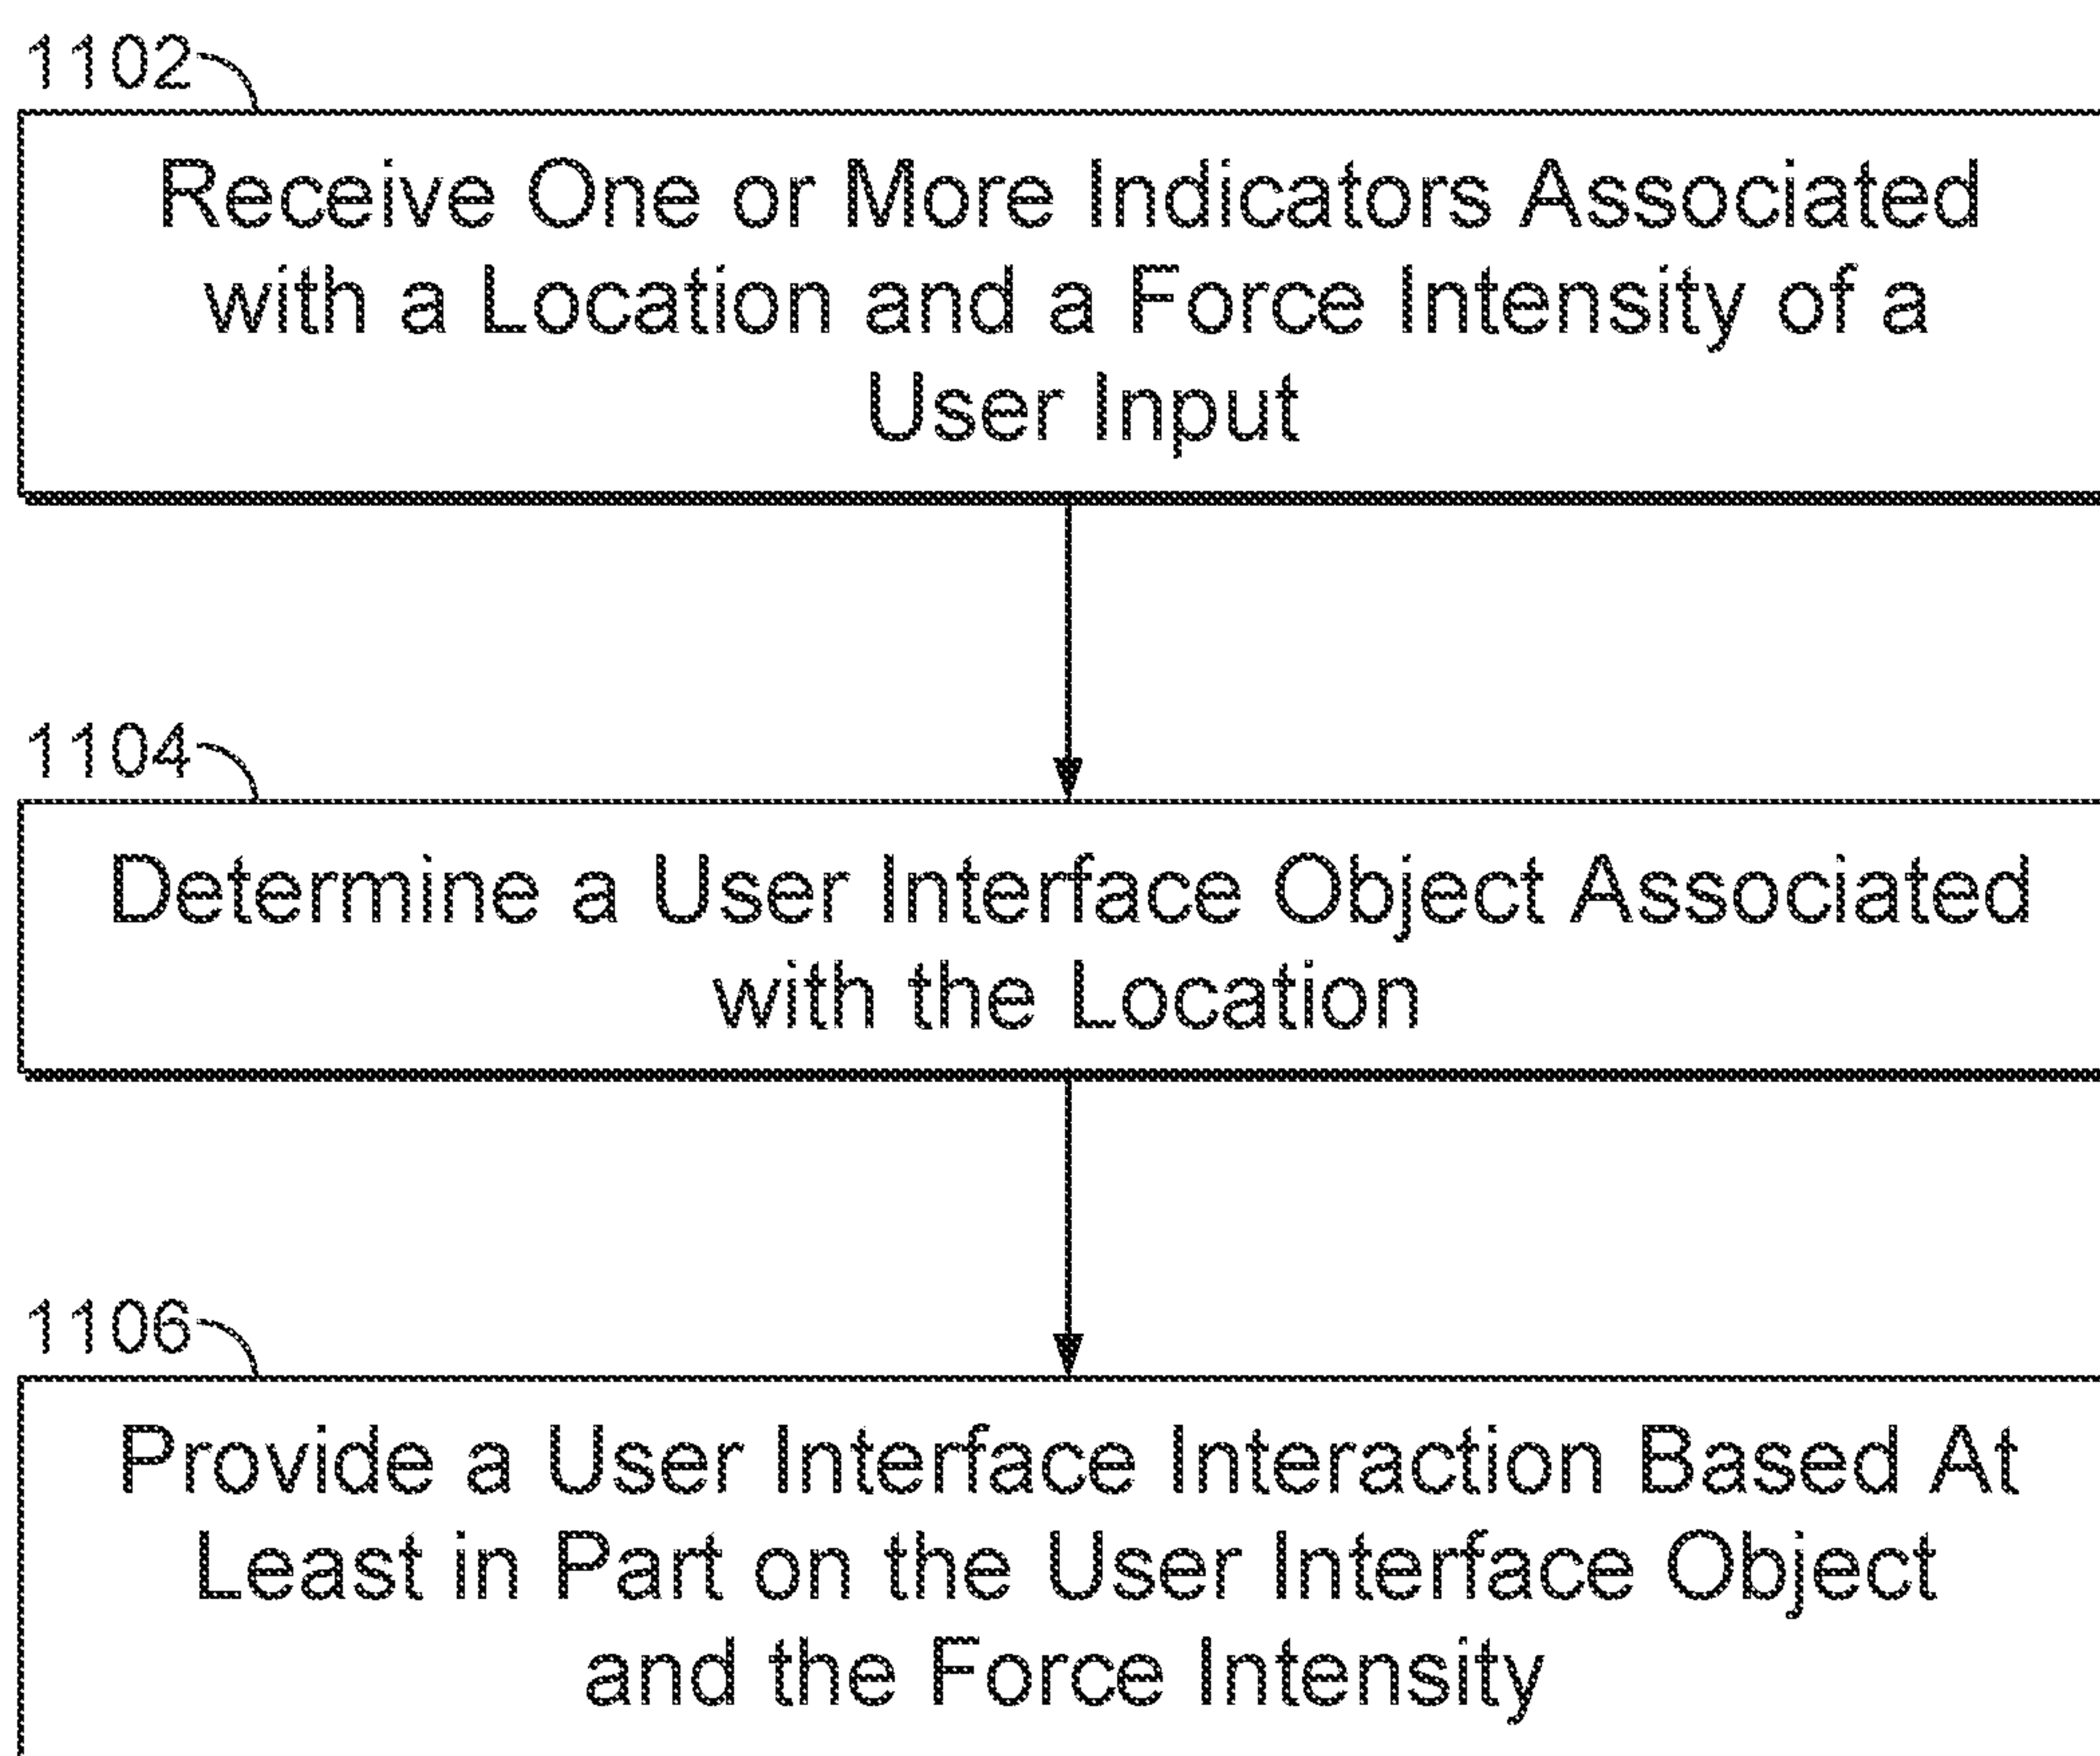 1102
Receive One or More Indicators Associated
with a Location and a Force Intensity of a
User Input
1104
Determine a User Interface Object Associated
with the Location
1106
Provide a User Interface Interaction Based At
Least in Part on the User Interface Object
and the Force Intensity